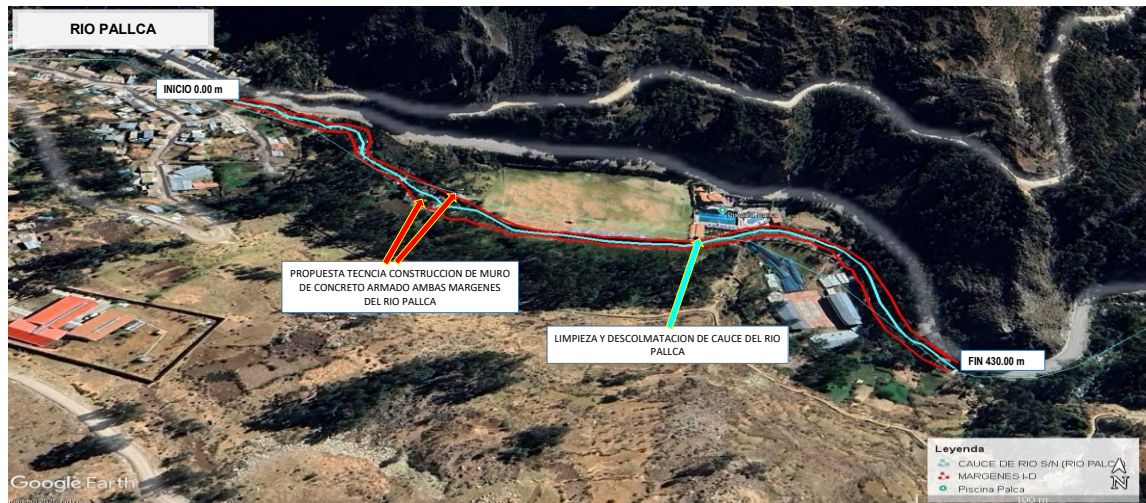 RIO PALLCA
INICIO 0.00 m
PROPUESTA TECNCIA CONSTRUCCION DE MURO
DE CONCRETO ARMADO AMBAS MARGENES
DEL RIO PALLCA
LIMPIEZA Y DESCOLMATACION DE CAUCE DEL RIO
PALLCA
FIN 430.00 m
Leyenda
CAUCE DE RIO S/N (RIO PALC
MARGENES I-D
Piscina Palca
N
100 m
Google Earth